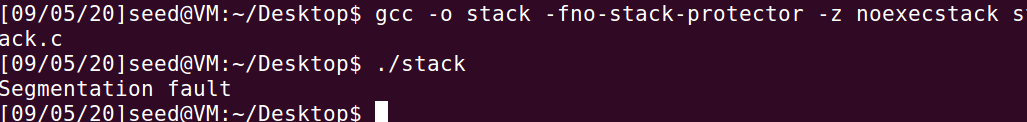 [09/05/20]seed@VM:~/Desktop$ gcc -o stack -fno-stack-protector -z noexecstack st
ack.c
[09/05/20]seed@VM:~/Desktop$ ./stack
Segmentation fault
[09/05/20]seed@VM:~/Desktop$